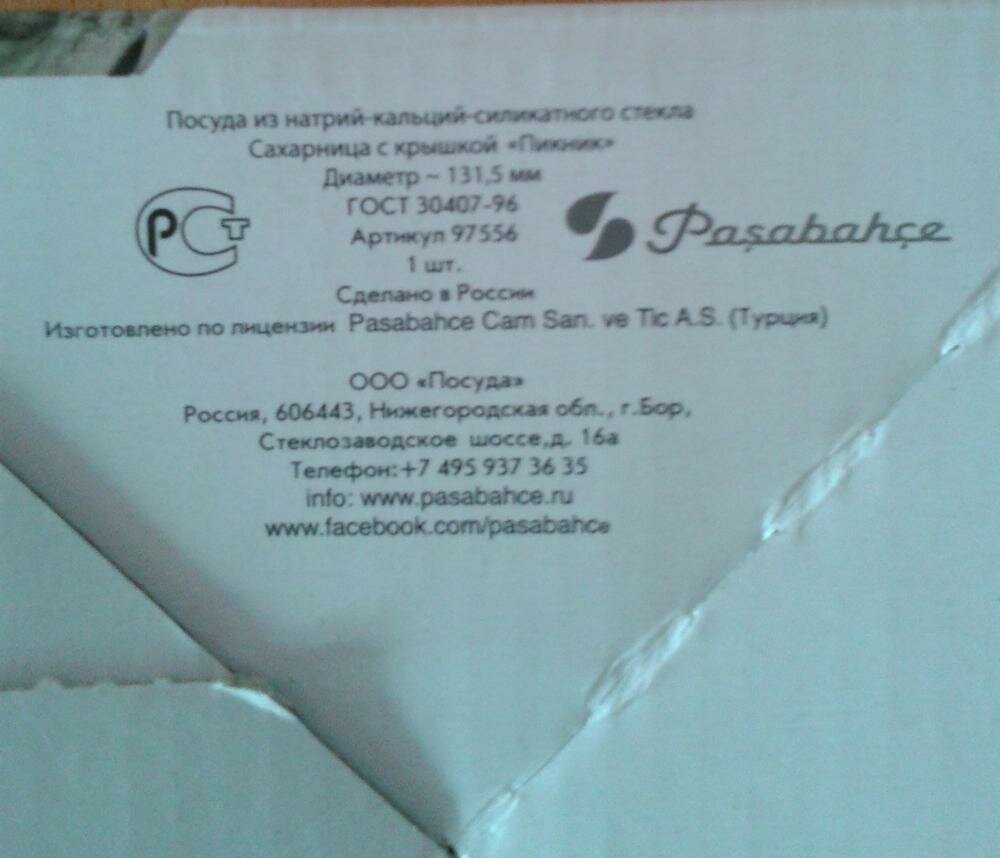 Посуда из натрий-кальций-силикатного стекла
Сахарница с крышкой «Пикник»
Диаметр ~ 131,5 мм
ГОСТ 30407-96
Артикул 97556
1 шт.
РСТ
Paşabahçe
Сделано в России
Изготовлено по лицензии Pasabahce Cam San. ve Tic A.S. (Турция)
ООО «Посуда»
Россия, 606443, Нижегородская обл., г.Бор,
Стеклозаводское шоссе,д. 16а
Телефон:+7 495 937 36 35
info: www.pasabahce.ru
www.facebook.com/pasabahce